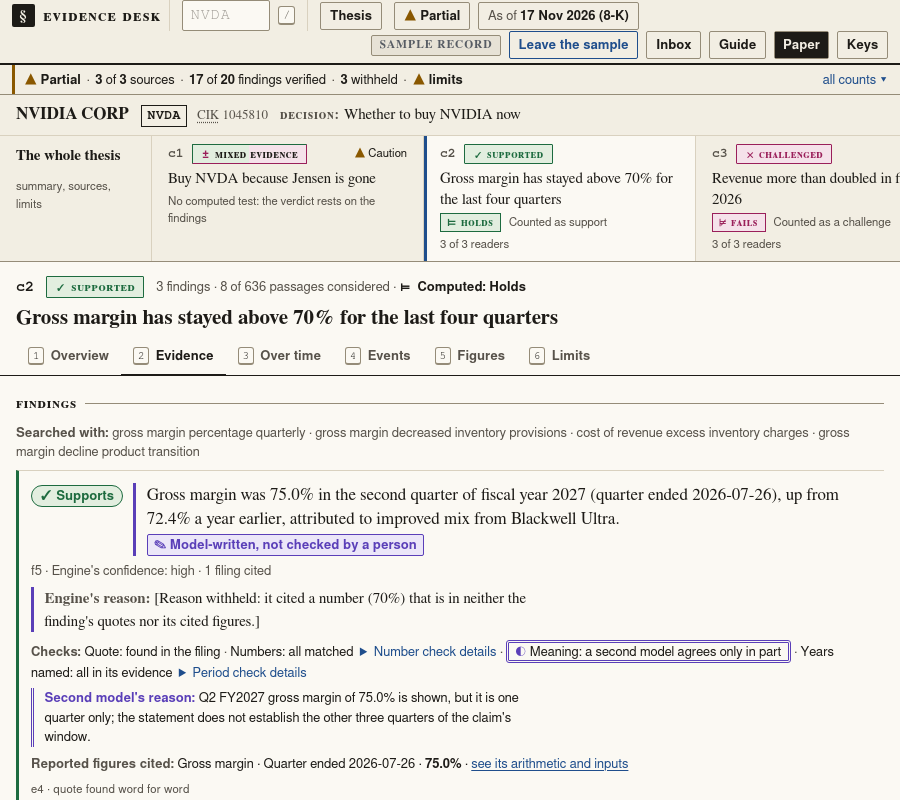 § EVIDENCE DESK NVDA / Thesis Partial As of 17 Nov 2026 (8-K)
SAMPLE RECORD Leave the sample Inbox Guide Paper Keys
Partial · 3 of 3 sources · 17 of 20 findings verified · 3 withheld · limits all counts ▾
NVIDIA CORP NVDA CIK 1045810 DECISION: Whether to buy NVIDIA now
The whole thesis
summary, sources,
limits
c1 ± MIXED EVIDENCE Caution
Buy NVDA because Jensen is gone
No computed test: the verdict rests on the
findings
c2 ✓ SUPPORTED
Gross margin has stayed above 70% for
the last four quarters
⊨ HOLDS Counted as support
3 of 3 readers
c3 × CHALLENGED
Revenue more than doubled in f
2026
⊭ FAILS Counted as a challenge
3 of 3 readers
c2 ✓ SUPPORTED 3 findings · 8 of 636 passages considered · ⊨ Computed: Holds
Gross margin has stayed above 70% for the last four quarters
1 Overview 2 Evidence 3 Over time 4 Events 5 Figures 6 Limits
FINDINGS
Searched with: gross margin percentage quarterly · gross margin decreased inventory provisions · cost of revenue excess inventory charges · gross
margin decline product transition
✓ Supports
Gross margin was 75.0% in the second quarter of fiscal year 2027 (quarter ended 2026-07-26), up from
72.4% a year earlier, attributed to improved mix from Blackwell Ultra.
✎ Model-written, not checked by a person
f5 · Engine's confidence: high · 1 filing cited
Engine's reason: [Reason withheld: it cited a number (70%) that is in neither the
finding's quotes nor its cited figures.]
Checks: Quote: found in the filing · Numbers: all matched ▶ Number check details · ◐ Meaning: a second model agrees only in part · Years
named: all in its evidence ▶ Period check details
Second model's reason: Q2 FY2027 gross margin of 75.0% is shown, but it is one
quarter only; the statement does not establish the other three quarters of the claim's
window.
Reported figures cited: Gross margin · Quarter ended 2026-07-26 · 75.0% · see its arithmetic and inputs
e4 · quote found word for word